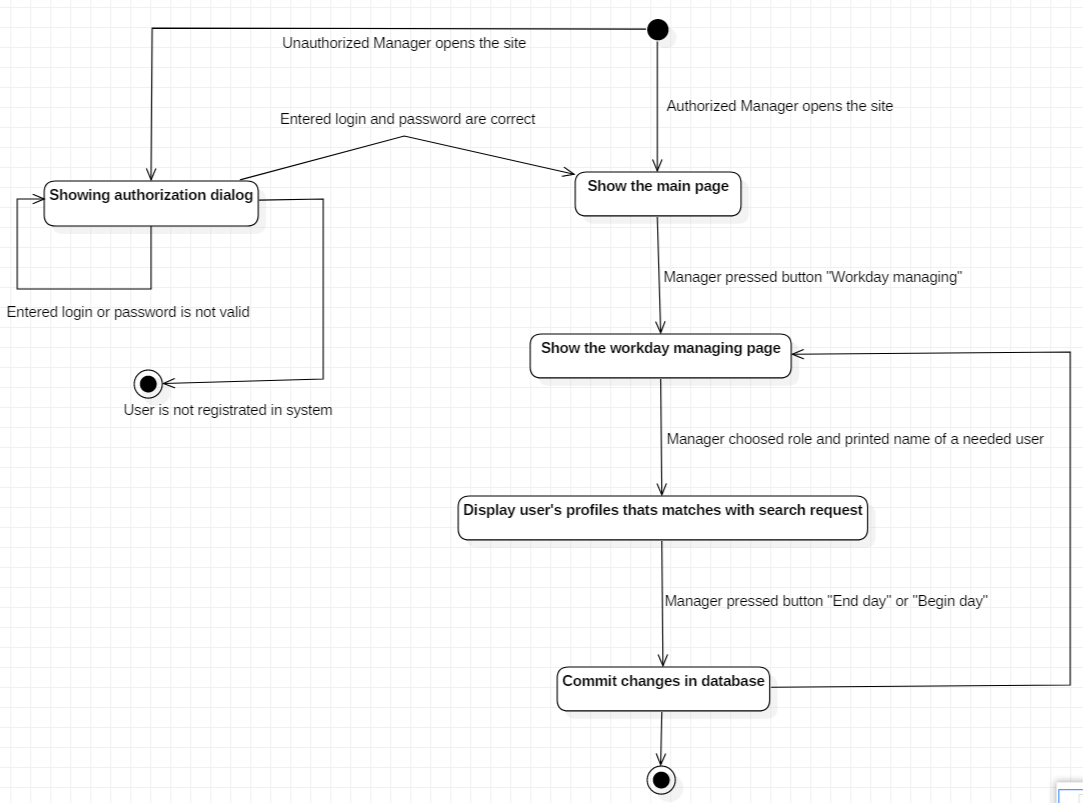 Unauthorized Manager opens the site
Authorized Manager opens the site
Entered login and password are correct
Showing authorization dialog
Show the main page
Manager pressed button "Workday managing"
Entered login or password is not valid
Show the workday managing page
User is not registrated in system
Manager choosed role and printed name of a needed user
Display user's profiles thats matches with search request
Manager pressed button "End day" or "Begin day"
Commit changes in database